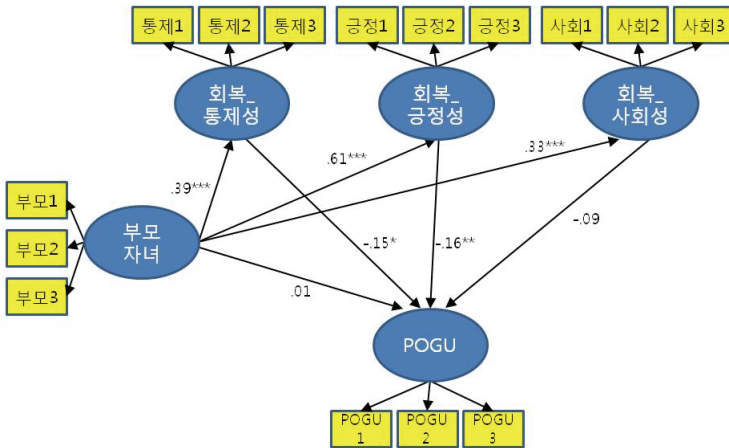 통제1 통제2 통제3 긍정1 긍정2 긍정3 사회1 사회2 사회3
회복_
통제성
회복_
긍정성
회복_
사회성
.39***
.61***
.33***
부모1
부모2
부모3
부모
자녀
-.15*
-.16**
-.09
.01
POGU
POGU
1
POGU
2
POGU
3